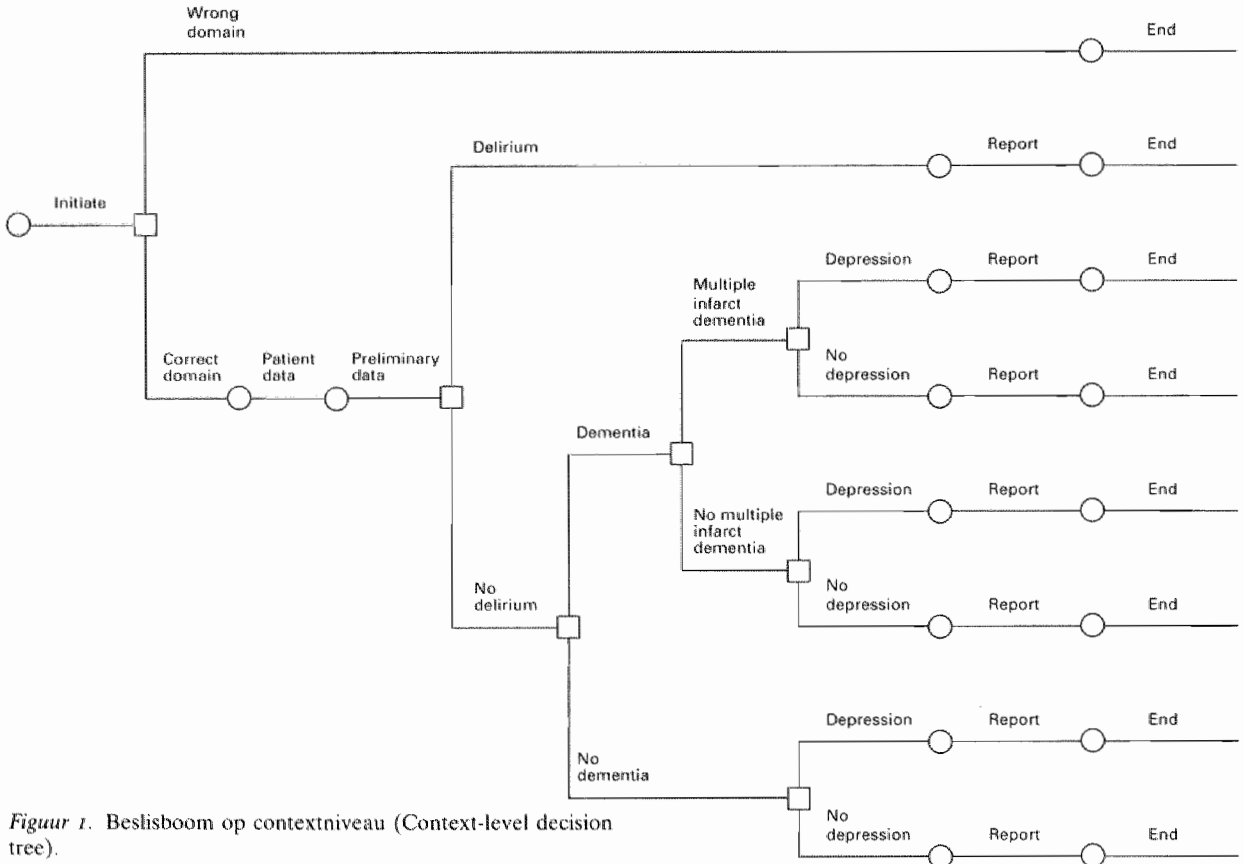 Wrong
domain
End
Delirium
Report
End
Initiate
Depression
Report
End
Multiple
infarct
dementia
No
depression
Report
End
Correct
domain
Patient
data
Preliminary
data
Dementia
Depression
Report
End
No multiple
infarct
dementia
No
depression
Report
End
No
delirium
Depression
Report
End
No
dementia
No
depression
Report
End
Figuur 1. Beslisboom op contextniveau (Context-level decision
tree).